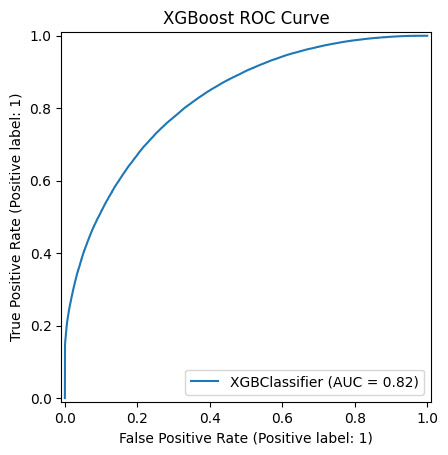 XGBoost ROC Curve
1.0
0.8
0.6
0.4
0.2
0.0
True Positive Rate (Positive label: 1)
XGBClassifier (AUC = 0.82)
0.0 0.2 0.4 0.6 0.8 1.0
False Positive Rate (Positive label: 1)